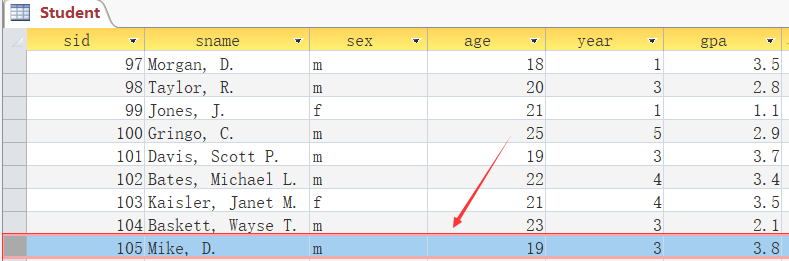 Student
sid sname sex age year gpa
97 Morgan, D. m 18 1 3.5
98 Taylor, R. m 20 3 2.8
99 Jones, J. f 21 1 1.1
100 Gringo, C. m 25 5 2.9
101 Davis, Scott P. m 19 3 3.7
102 Bates, Michael L. m 22 4 3.4
103 Kaisler, Janet M. f 21 4 3.5
104 Baskett, Wayse T. m 23 3 2.1
105 Mike, D. m 19 3 3.8